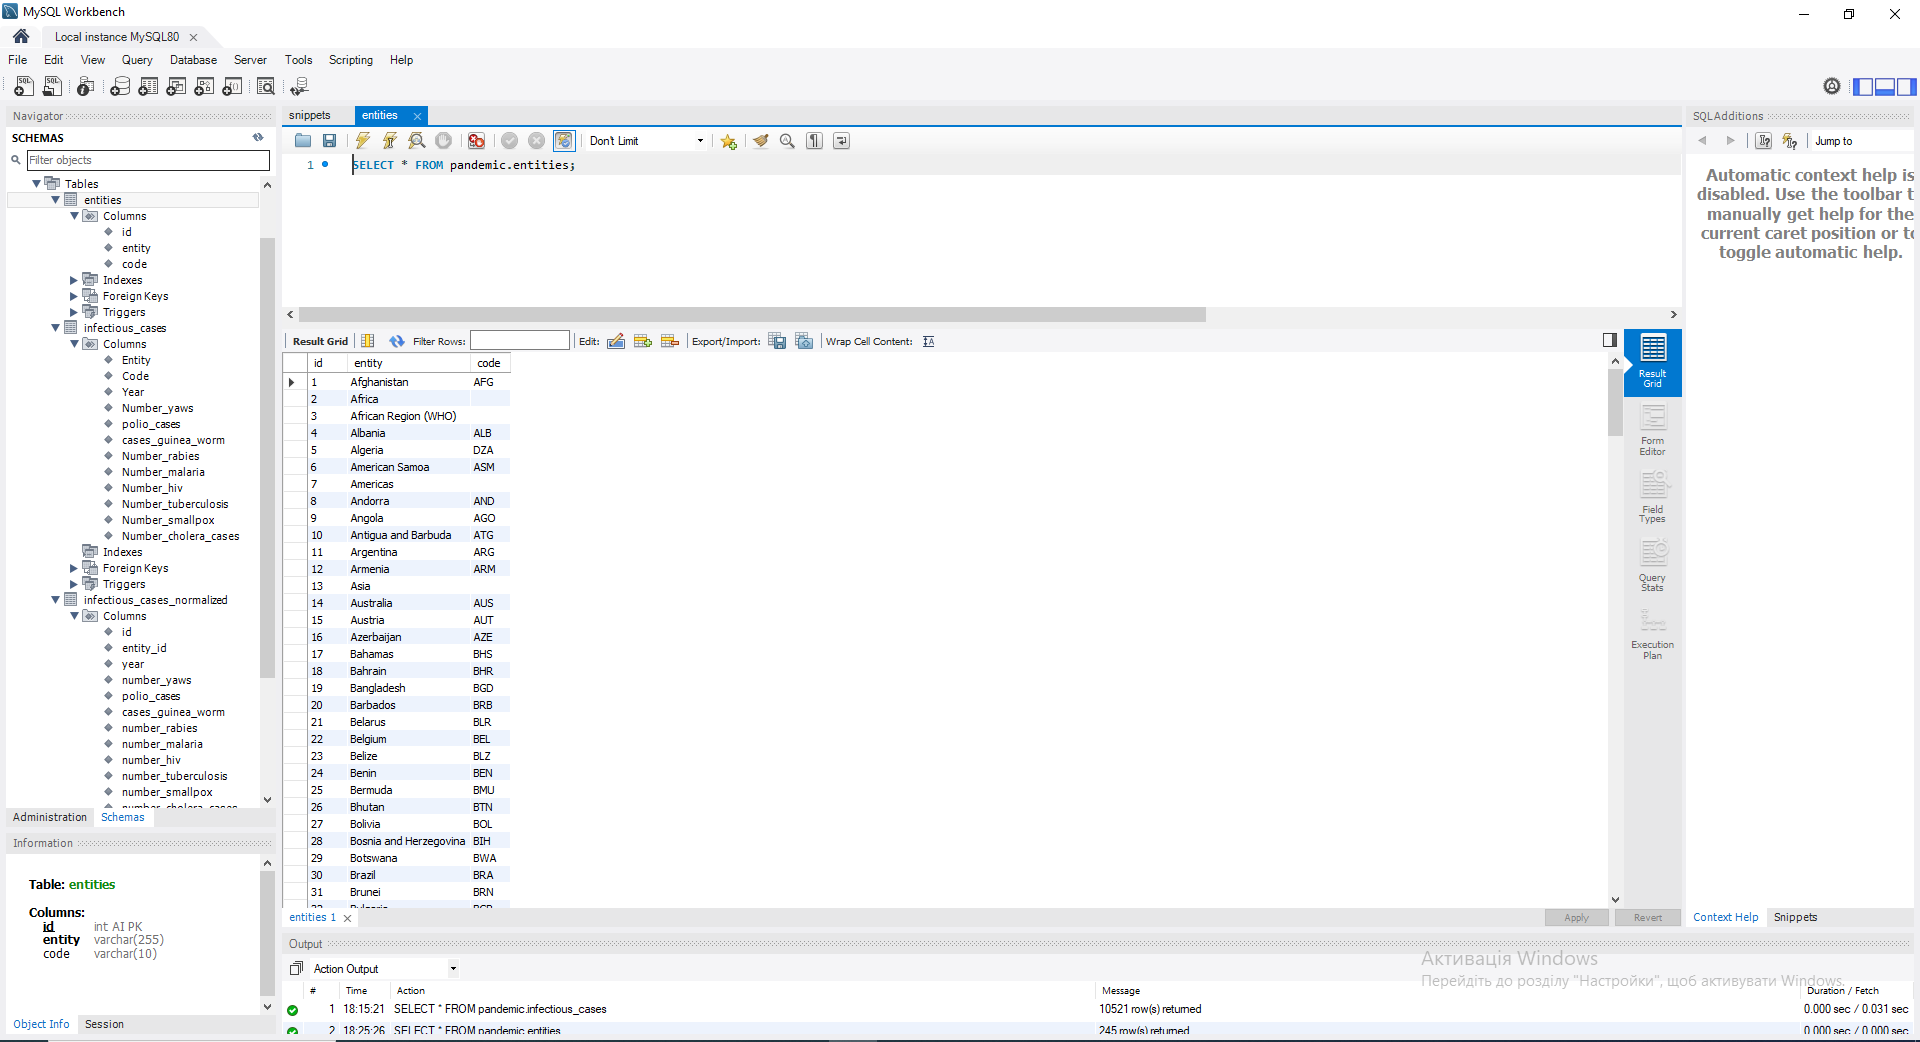 MySQL Workbench
Local instance MySQL80
File Edit View Query Database Server Tools Scripting Help
Navigator
SCHEMAS
Filter objects
Tables
entities
Columns
id
entity
code
Indexes
Foreign Keys
Triggers
infectious_cases
Columns
Entity
Code
Year
Number_yaws
polio_cases
cases_guinea_worm
Number_rabies
Number_malaria
Number_hiv
Number_tuberculosis
Number_smallpox
Number_cholera_cases
Indexes
Foreign Keys
Triggers
infectious_cases_normalized
Columns
id
entity_id
year
number_yaws
polio_cases
cases_guinea_worm
number_rabies
number_malaria
number_hiv
number_tuberculosis
number_smallpox
number_cholera_cases
Administration Schemas
Information
Table: entities
Columns:
id int AI PK
entity varchar(255)
code varchar(10)
Object Info Session
snippets entities
Don't Limit
1 SELECT * FROM pandemic.entities;
Result Grid Filter Rows: Edit: Export/Import: Wrap Cell Content:
id entity code
1 Afghanistan AFG
2 Africa
3 African Region (WHO)
4 Albania ALB
5 Algeria DZA
6 American Samoa ASM
7 Americas
8 Andorra AND
9 Angola AGO
10 Antigua and Barbuda ATG
11 Argentina ARG
12 Armenia ARM
13 Asia
14 Australia AUS
15 Austria AUT
16 Azerbaijan AZE
17 Bahamas BHS
18 Bahrain BHR
19 Bangladesh BGD
20 Barbados BRB
21 Belarus BLR
22 Belgium BEL
23 Belize BLZ
24 Benin BEN
25 Bermuda BMU
26 Bhutan BTN
27 Bolivia BOL
28 Bosnia and Herzegovina BIH
29 Botswana BWA
30 Brazil BRA
31 Brunei BRN
32 Bulgaria BGR
Result
Grid
Form
Editor
Field
Types
Query
Stats
Execution
Plan
entities 1
Apply Revert
SQLAdditions
Jump to
Automatic context help is
disabled. Use the toolbar t
manually get help for the
current caret position or to
toggle automatic help.
Context Help Snippets
Output
Action Output
# Time Action Message Duration / Fetch
1 18:15:21 SELECT * FROM pandemic.infectious_cases 10521 row(s) returned 0.000 sec / 0.031 sec
2 18:25:26 SELECT * FROM pandemic.entities 245 row(s) returned 0.000 sec / 0.000 sec
Активація Windows
Перейдіть до розділу "Настройки", щоб активувати Windows.